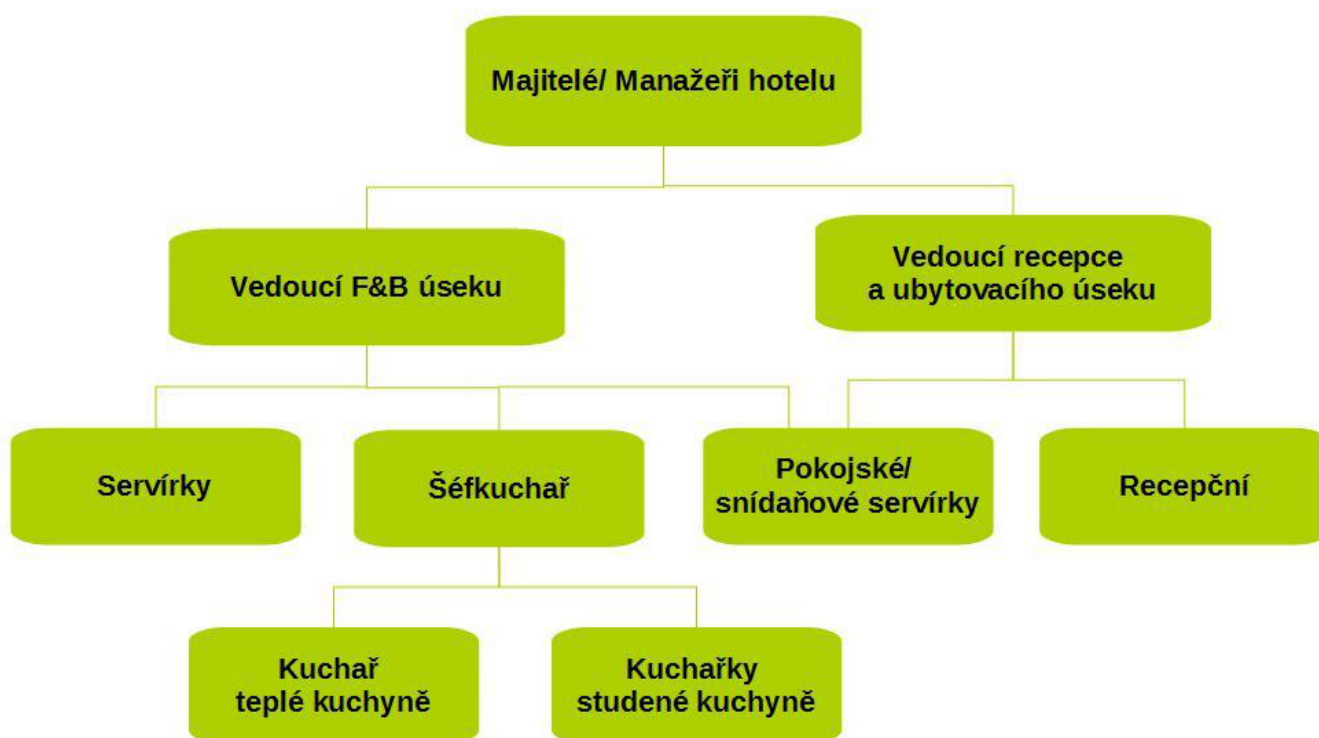 Majitelé/ Manažeři hotelu
Vedoucí F&B úseku
Vedoucí recepce
a ubytovacího úseku
Servírky
Šéfkuchař
Pokojské/
snídaňové servírky
Recepční
Kuchař
teplé kuchyně
Kuchařky
studené kuchyně